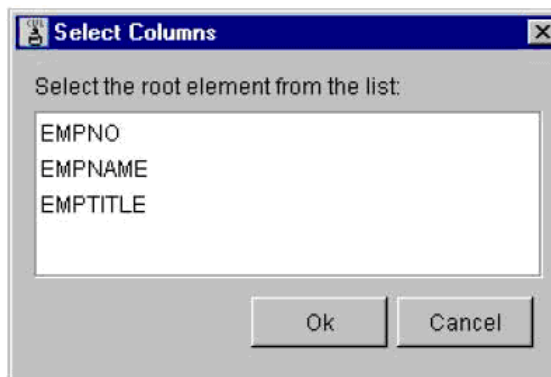 Select Columns
Select the root element from the list:
EMPNO
EMPNAME
EMPTITLE
Ok
Cancel